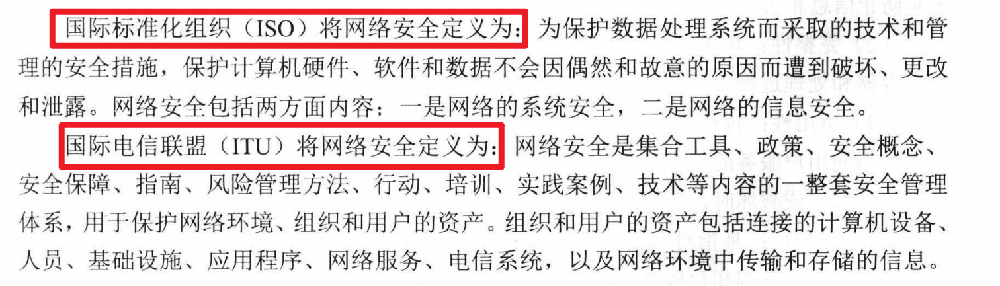 国际标准化组织（ISO）将网络安全定义为：为保护数据处理系统而采取的技术和管
理的安全措施，保护计算机硬件、软件和数据不会因偶然和故意的原因而遭到破坏、更改
和泄露。网络安全包括两方面内容：一是网络的系统安全，二是网络的信息安全。
国际电信联盟（ITU）将网络安全定义为：网络安全是集合工具、政策、安全概念、
安全保障、指南、风险管理方法、行动、培训、实践案例、技术等内容的一整套安全管理
体系，用于保护网络环境、组织和用户的资产。组织和用户的资产包括连接的计算机设备、
人员、基础设施、应用程序、网络服务、电信系统，以及网络环境中传输和存储的信息。